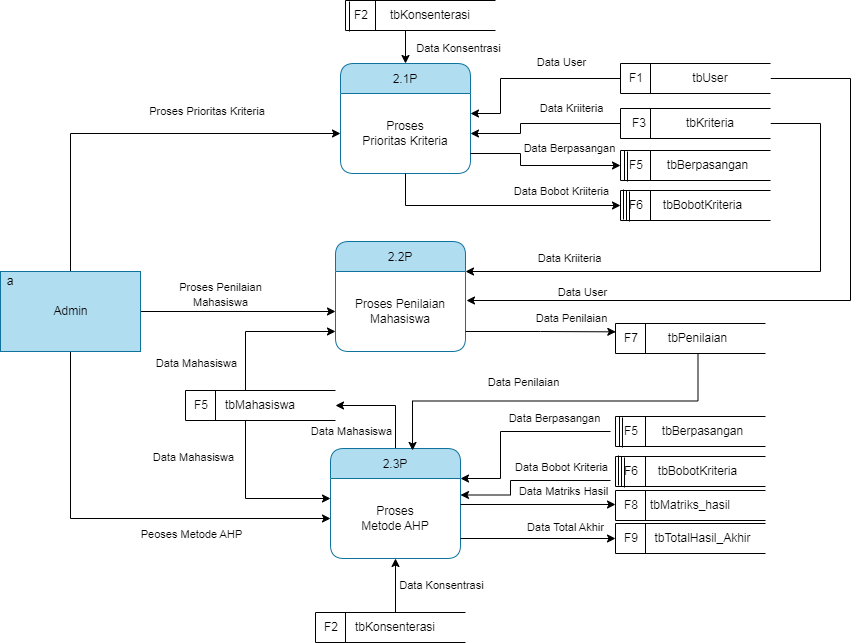 F2 tbKonsenterasi
Data Konsentrasi
2.1P
Proses
Prioritas Kriteria
Data User
F1 tbUser
Proses Prioritas Kriteria
Data Kriiteria
F3 tbKriteria
Data Berpasangan
F5 tbBerpasangan
Data Bobot Kriiteria
F6 tbBobotKriteria
a
Admin
2.2P
Proses Penilaian
Mahasiswa
Data Kriiteria
Proses Penilaian
Mahasiswa
Data User
Data Penilaian
F7 tbPenilaian
Data Mahasiswa
Data Penilaian
F5 tbMahasiswa
Data Mahasiswa
Data Berpasangan
F5 tbBerpasangan
Data Mahasiswa
2.3P
Proses
Metode AHP
Data Bobot Kriteria
F6 tbBobotKriteria
Data Matriks Hasil
F8 tbMatriks_hasil
Peoses Metode AHP
Data Total Akhir
F9 tbTotalHasil_Akhir
Data Konsentrasi
F2 tbKonsenterasi